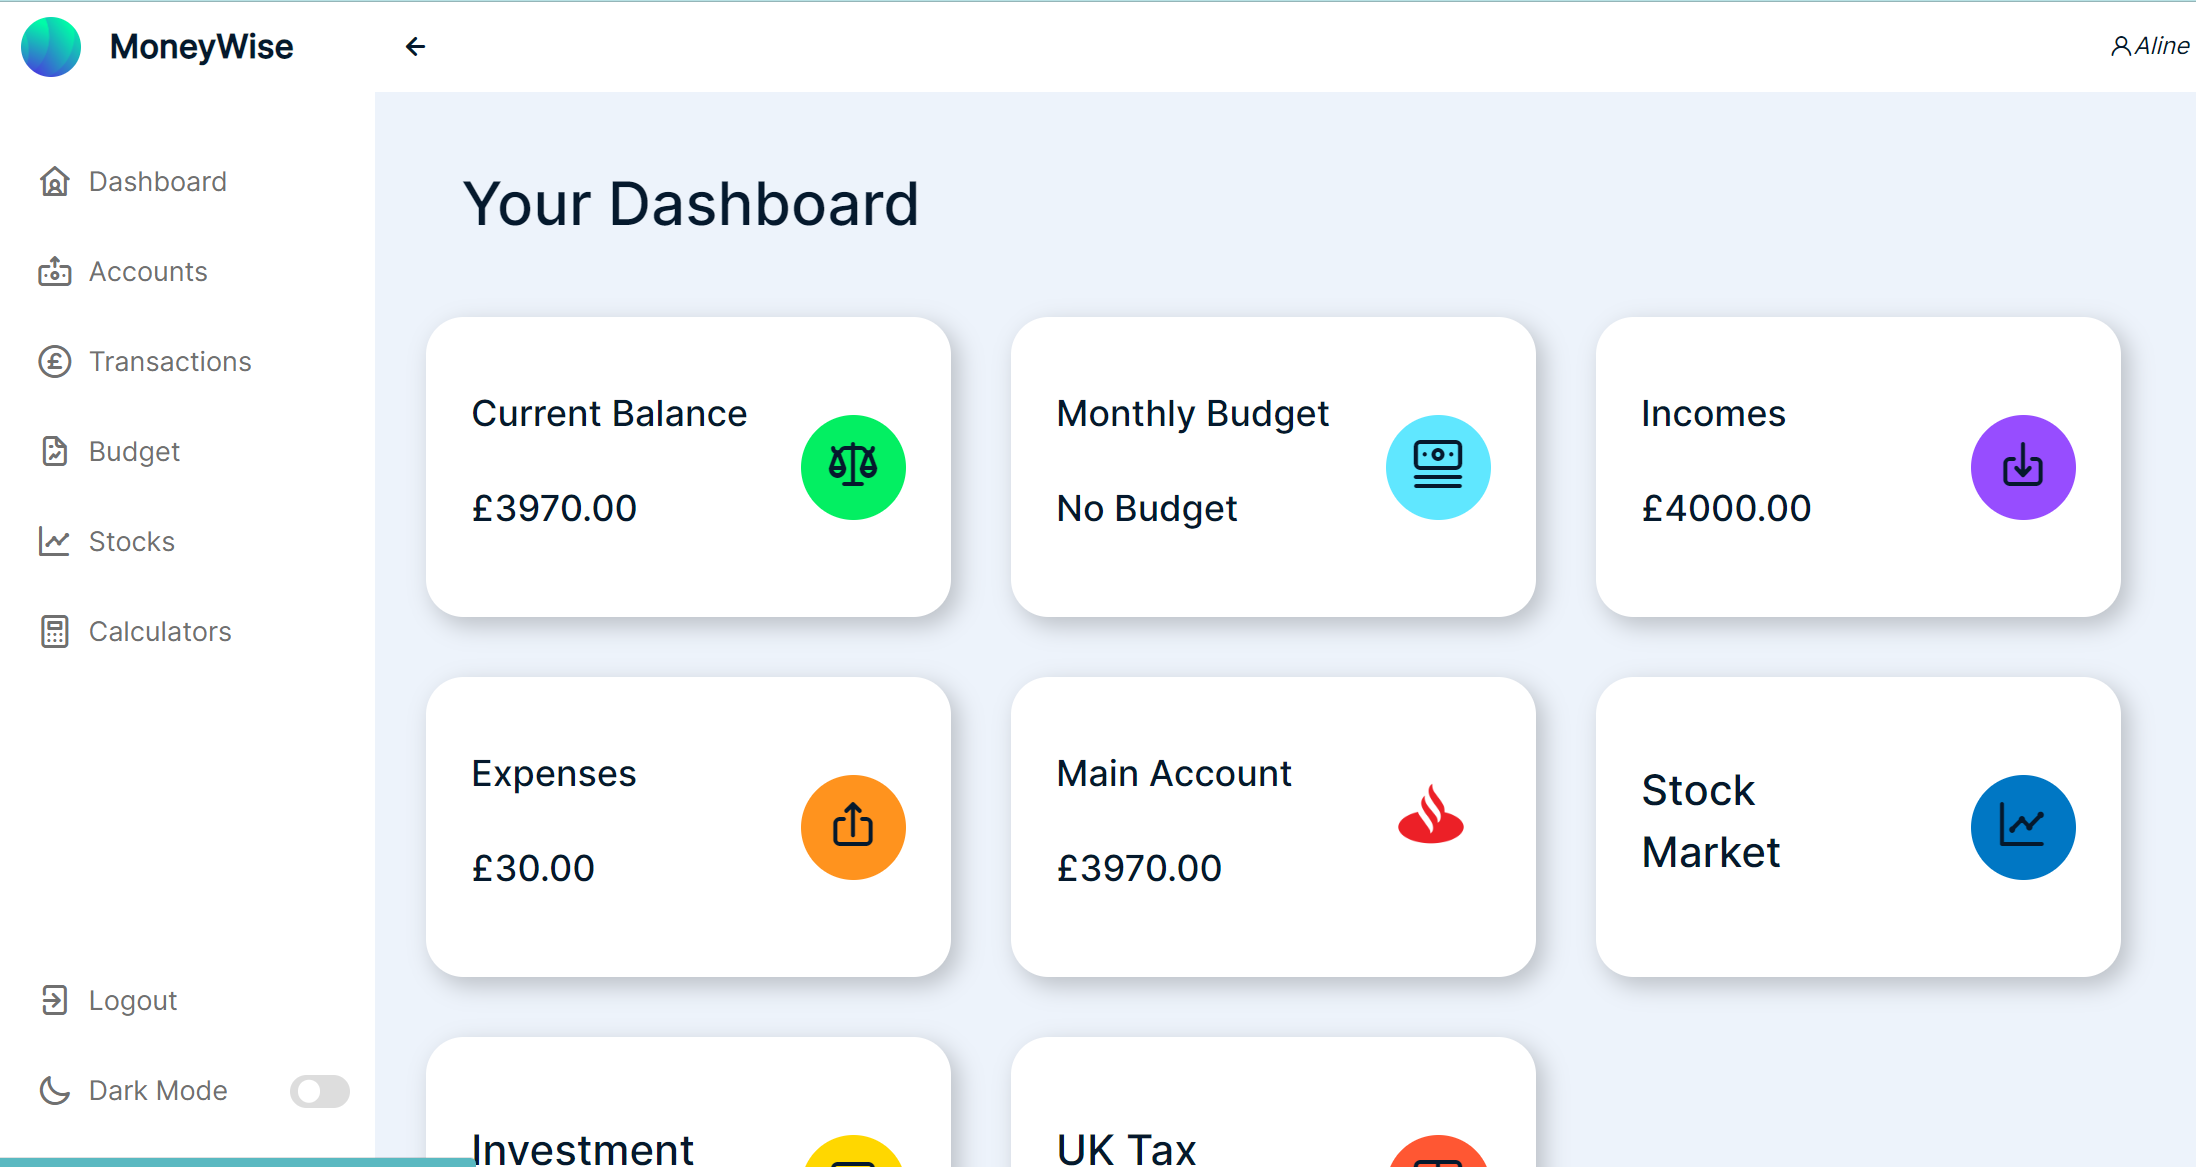 MoneyWise
Aline
Dashboard
Accounts
Transactions
Budget
Stocks
Calculators
Logout
Dark Mode
Your Dashboard
Current Balance
£3970.00
Monthly Budget
No Budget
Incomes
£4000.00
Expenses
£30.00
Main Account
£3970.00
Stock
Market
Investment
UK Tax